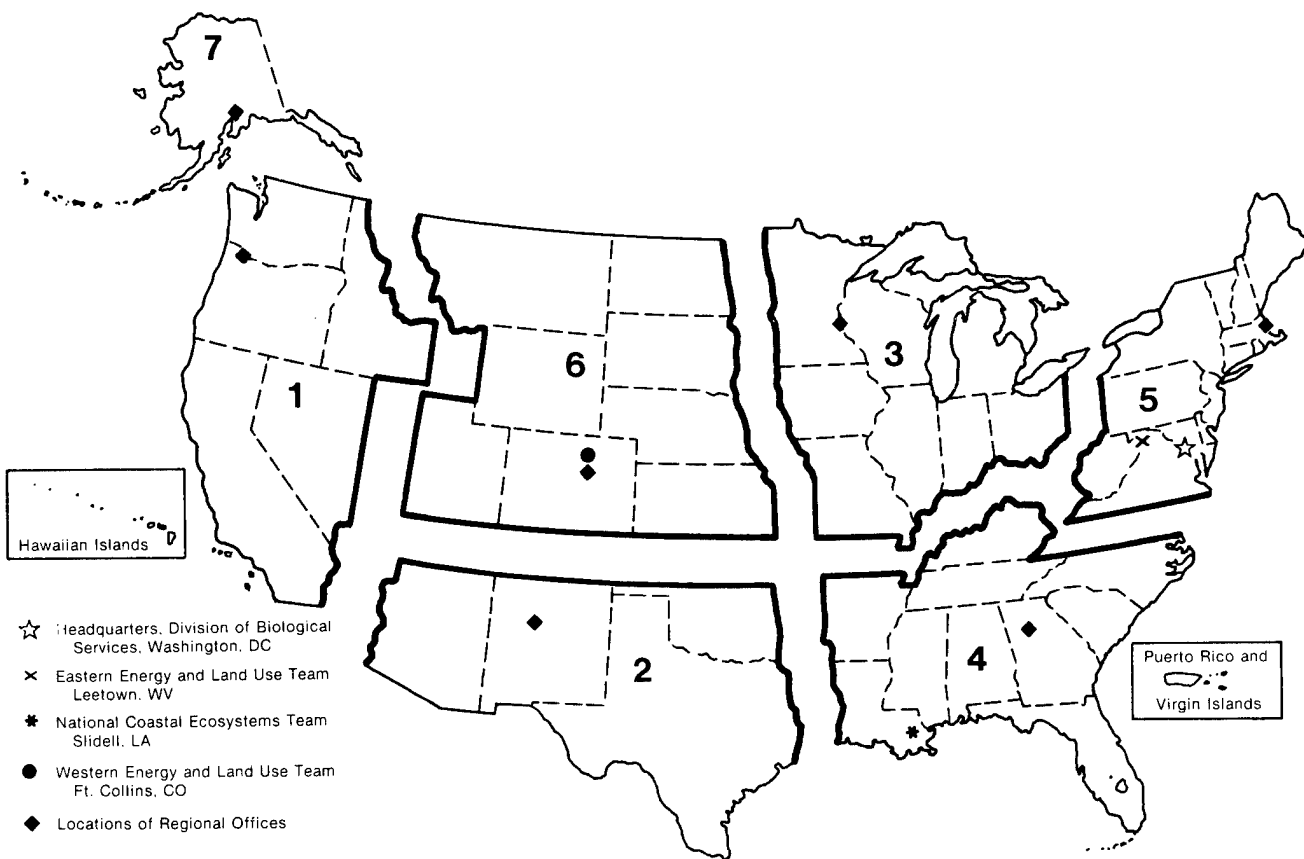 7
1
6
3
5
2
4
Hawaiian Islands
Puerto Rico and
Virgin Islands
Headquarters, Division of Biological
Services, Washington, DC
Eastern Energy and Land Use Team
Leetown, WV
National Coastal Ecosystems Team
Slidell, LA
Western Energy and Land Use Team
Ft. Collins, CO
Locations of Regional Offices